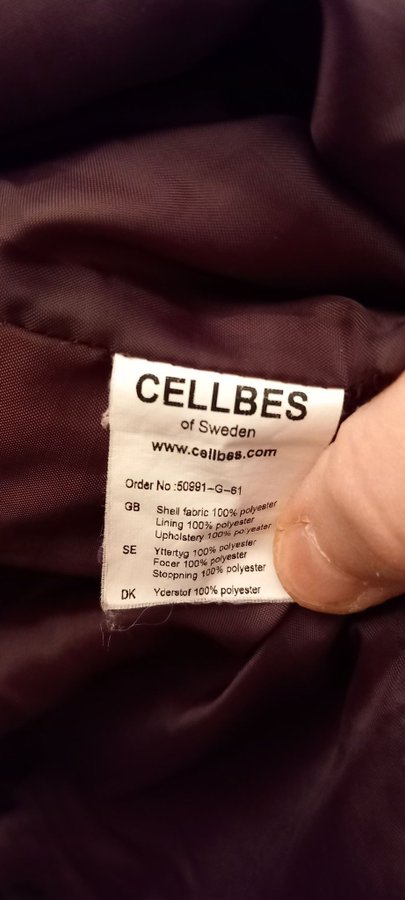 CELLBES
of Sweden
www.cellbes.com
Order No :50991-G-61
GB Shell fabric 100% polyester
Lining 100% polyester
Upholstery 100% polyester
SE Yttertyg 100% polyester
Focer 100% polyester
Stoppning 100% polyester
DK Yderstof 100% polyester